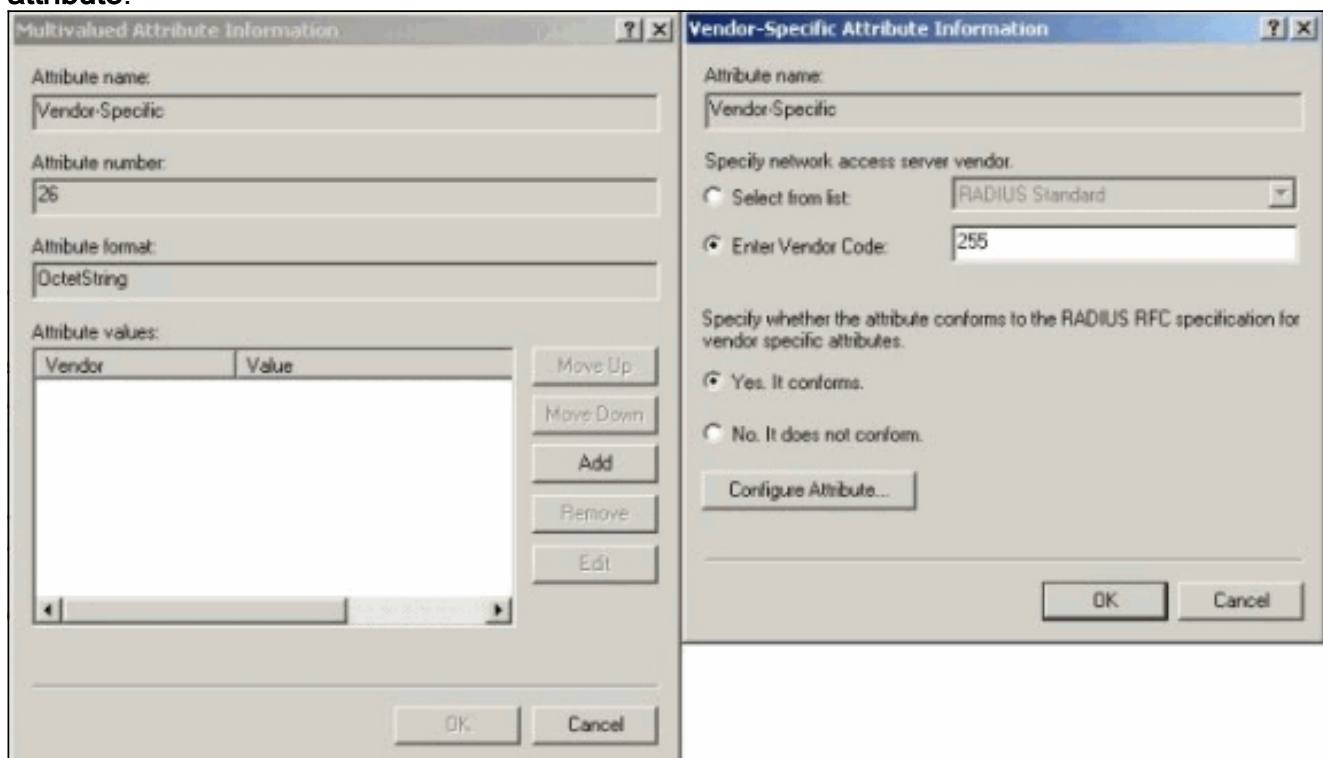 attribute.
Multivalued Attribute Information
Attribute name:
Vendor-Specific
Attribute number:
26
Attribute format:
OctetString
Attribute values:
Vendor Value
Move Up
Move Down
Add
Remove
Edit
OK Cancel
Vendor-Specific Attribute Information
Attribute name:
Vendor-Specific
Specify network access server vendor.
Select from list: RADIUS Standard
Enter Vendor Code: 255
Specify whether the attribute conforms to the RADIUS RFC specification for
vendor specific attributes.
Yes. It conforms.
No. It does not conform.
Configure Attribute...
OK Cancel